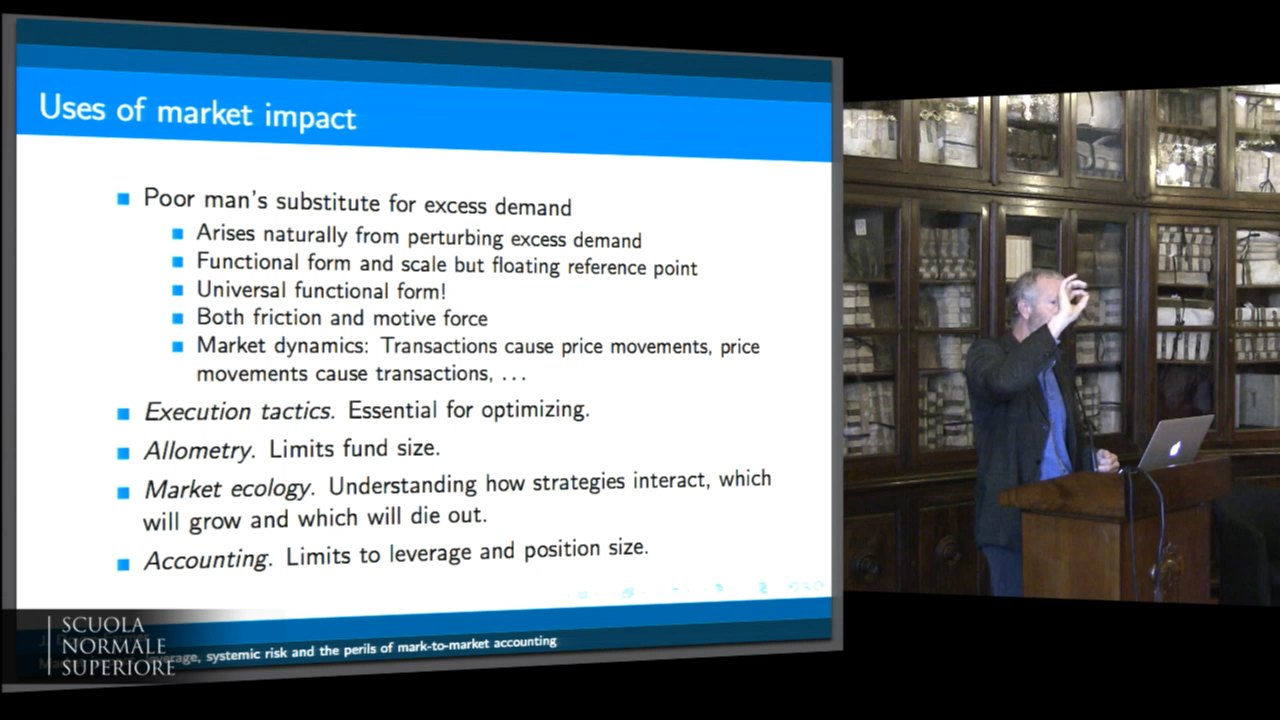 Uses of market impact
Poor man's substitute for excess demand
Arises naturally from perturbing excess demand
Functional form and scale but floating reference point
Universal functional form!
Both friction and motive force
Market dynamics: Transactions cause price movements, price
movements cause transactions, ...
Execution tactics. Essential for optimizing.
Allometry. Limits fund size.
Market ecology. Understanding how strategies interact, which
will grow and which will die out.
Accounting. Limits to leverage and position size.
systemic risk and the perils of mark-to-market accounting
SCUOLA
NORMALE
SUPERIORE